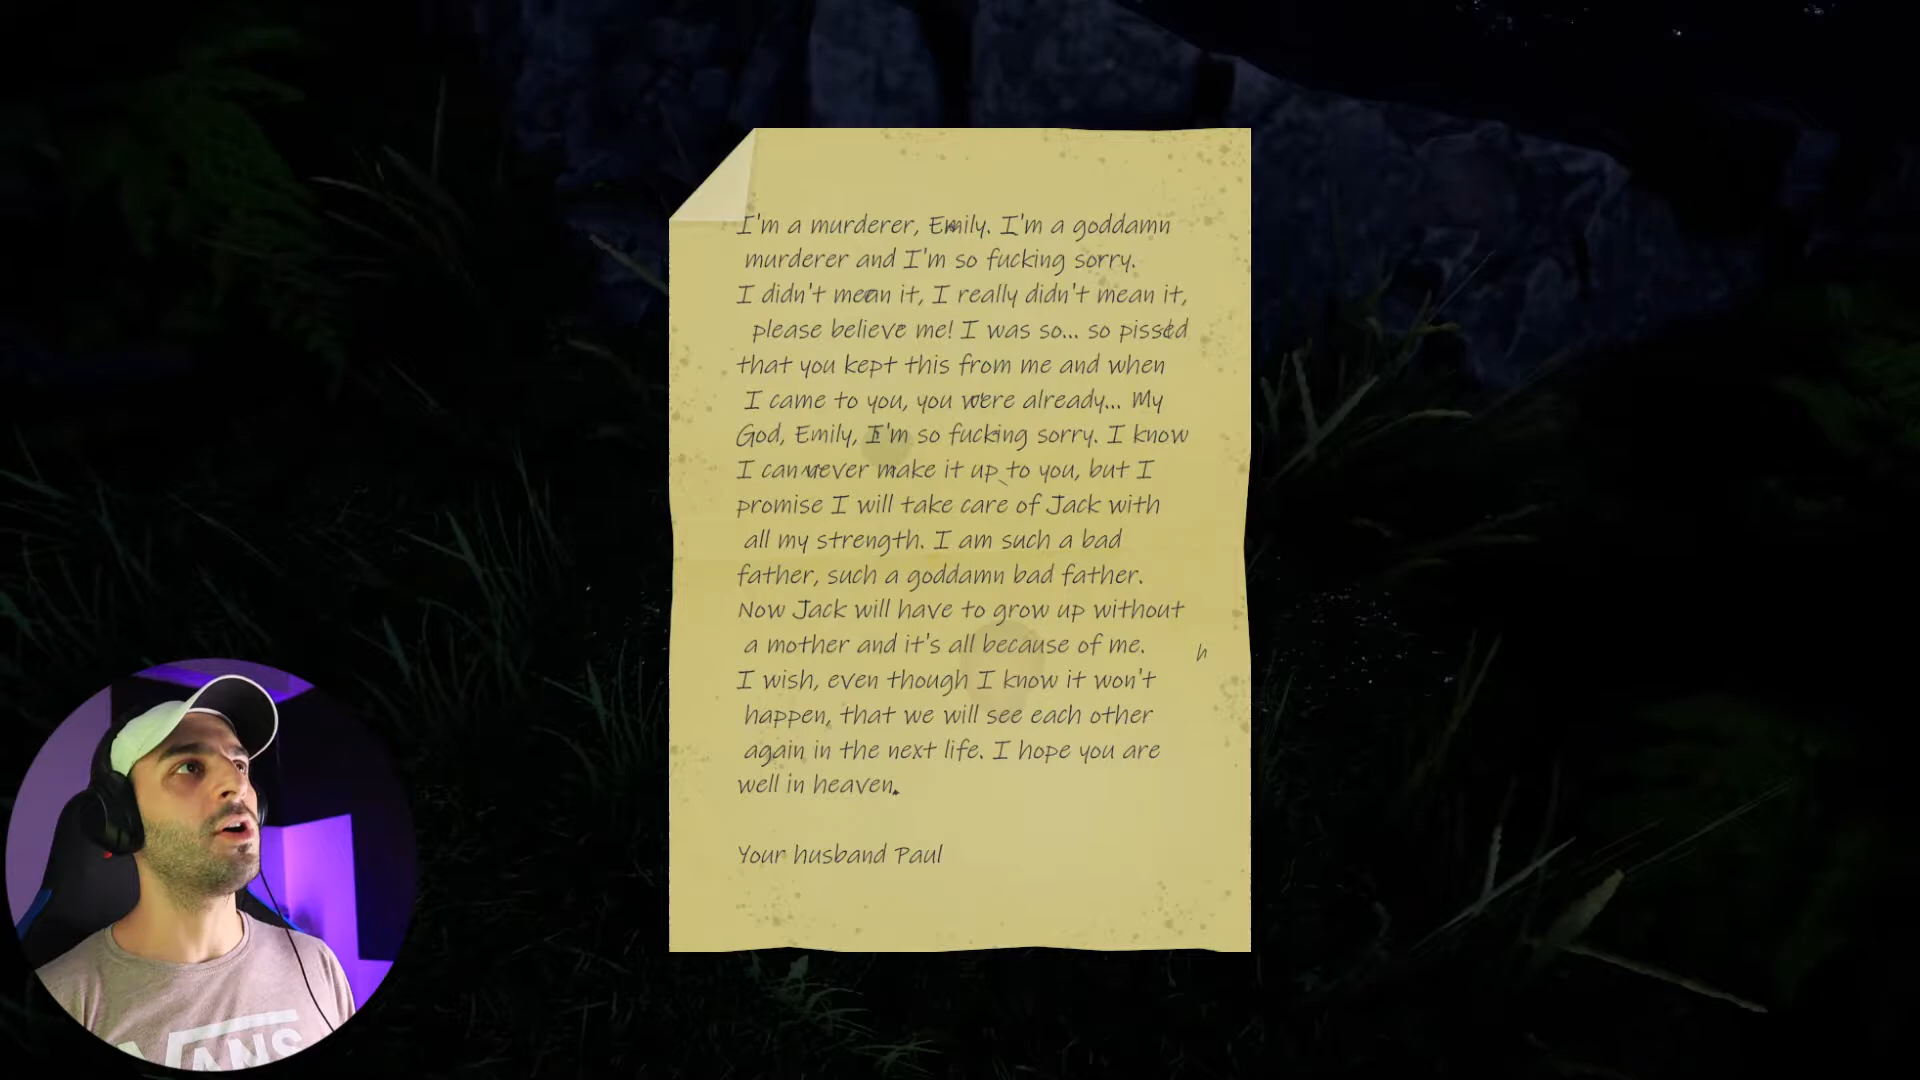 I'm a murderer, Emily. I'm a goddamn
murderer and I'm so fucking sorry.
I didn't mean it, I really didn't mean it,
please believe me! I was so... so pissed
that you kept this from me and when
I came to you, you were already... My
God, Emily, I'm so fucking sorry. I know
I can never make it up to you, but I
promise I will take care of Jack with
all my strength. I am such a bad
father, such a goddamn bad father.
Now Jack will have to grow up without
a mother and it's all because of me.
h
I wish, even though I know it won't
happen, that we will see each other
again in the next life. I hope you are
well in heaven.
Your husband Paul
VANS